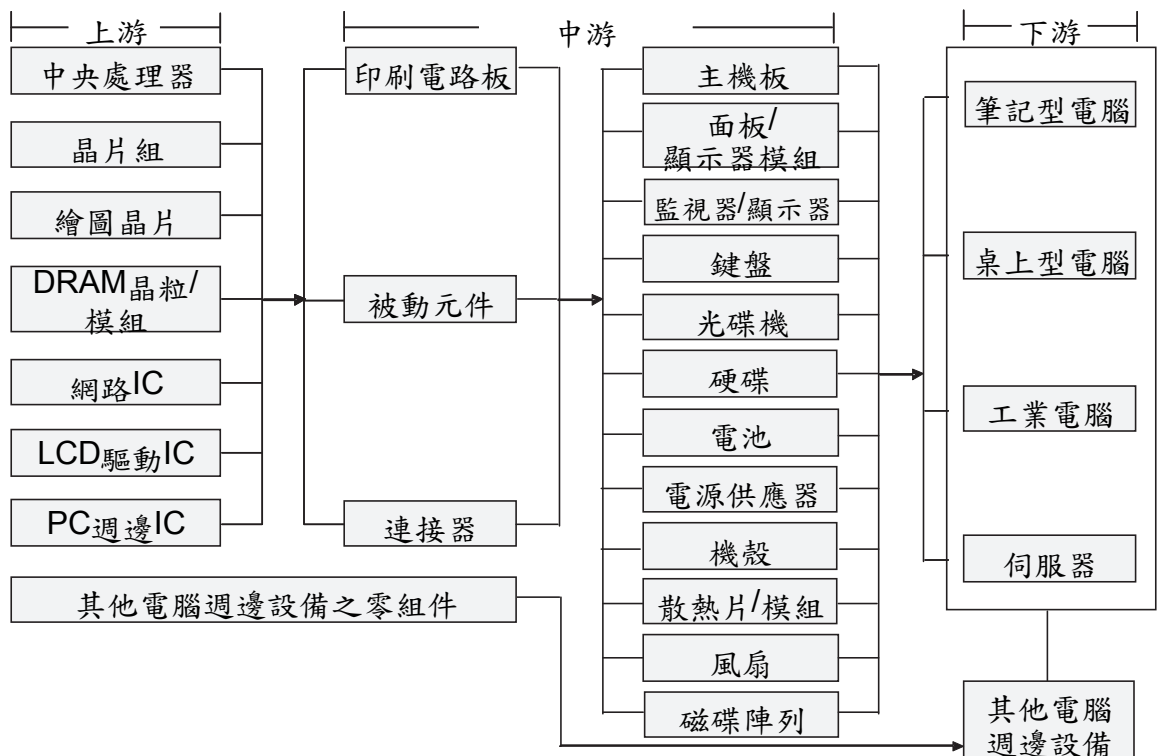 上游
中央處理器
晶片組
繪圖晶片
DRAM晶粒/
模組
網路IC
LCD驅動IC
PC週邊IC
其他電腦週邊設備之零組件
中游
印刷電路板
被動元件
連接器
主機板
面板/
顯示器模組
監視器/顯示器
鍵盤
光碟機
硬碟
電池
電源供應器
機殼
散熱片/模組
風扇
磁碟陣列
下游
筆記型電腦
桌上型電腦
工業電腦
伺服器
其他電腦
週邊設備